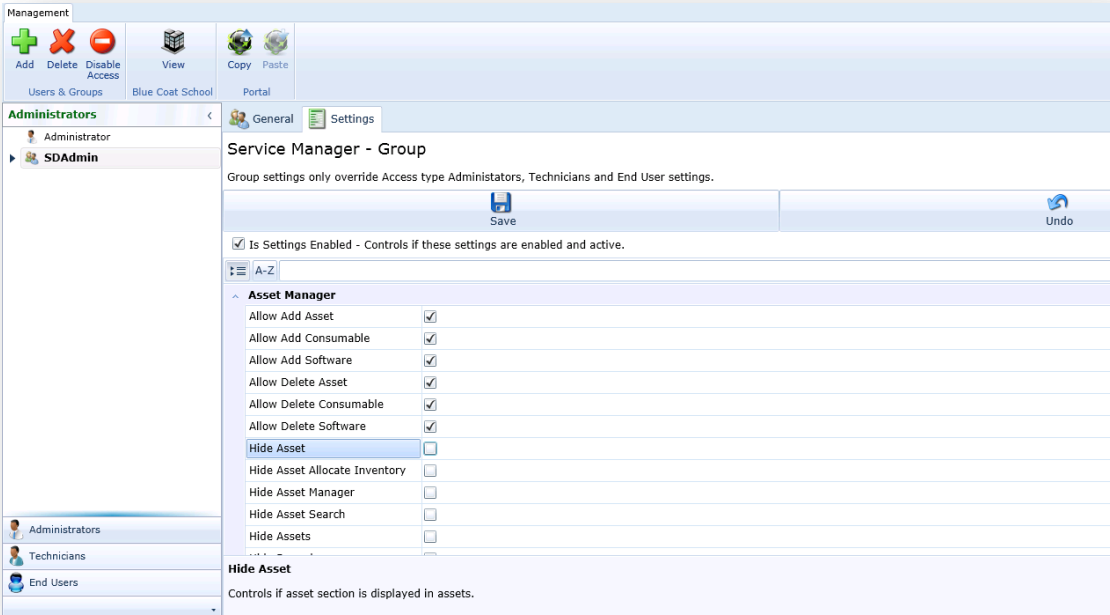 Management
Add
Delete
Disable
Access
View
Copy
Paste
Users & Groups
Blue Coat School
Portal
Administrators
Administrator
SDAdmin
Administrators
Technicians
End Users
General
Settings
Service Manager - Group
Group settings only override Access type Administators, Technicians and End User settings.
Save
Undo
Is Settings Enabled - Controls if these settings are enabled and active.
A-Z
Asset Manager
Allow Add Asset
Allow Add Consumable
Allow Add Software
Allow Delete Asset
Allow Delete Consumable
Allow Delete Software
Hide Asset
Hide Asset Allocate Inventory
Hide Asset Manager
Hide Asset Search
Hide Assets
Hide Asset
Controls if asset section is displayed in assets.